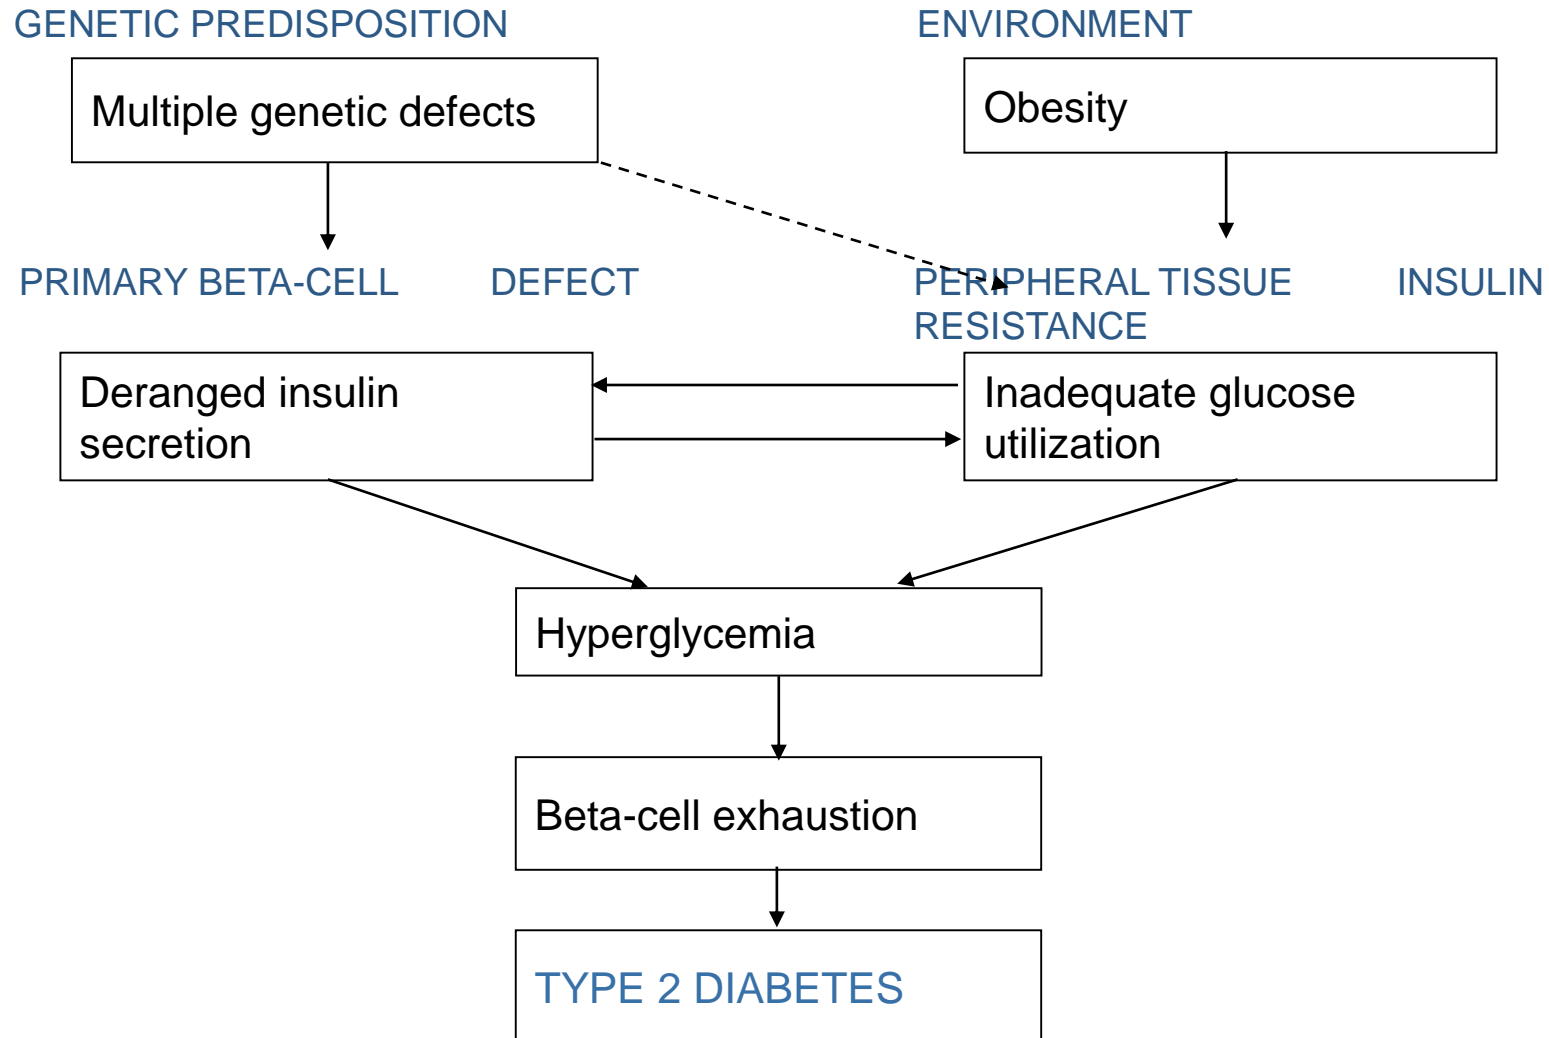 GENETIC PREDISPOSITION
ENVIRONMENT
Multiple genetic defects
Obesity
PRIMARY BETA-CELL DEFECT
PERIPHERAL TISSUE INSULIN
RESISTANCE
Deranged insulin
secretion
Inadequate glucose
utilization
Hyperglycemia
Beta-cell exhaustion
TYPE 2 DIABETES